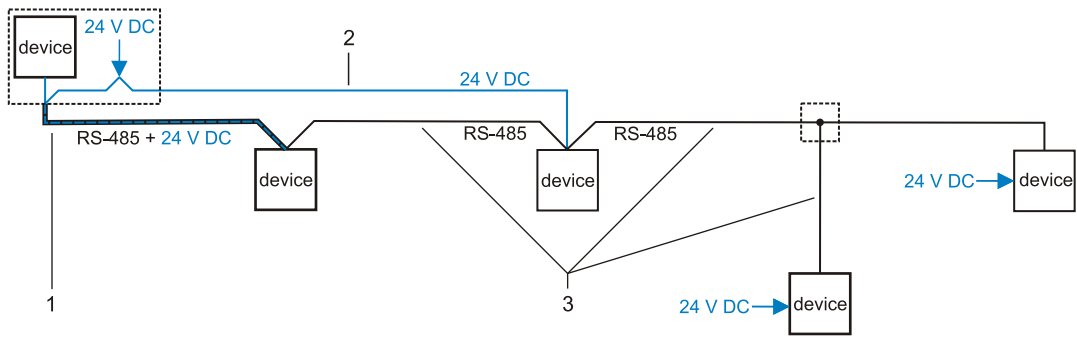 24 V DC
device
2
24 V DC
RS-485 + 24 V DC
RS-485
RS-485
device
device
24 V DC
device
1
3
24 V DC
device